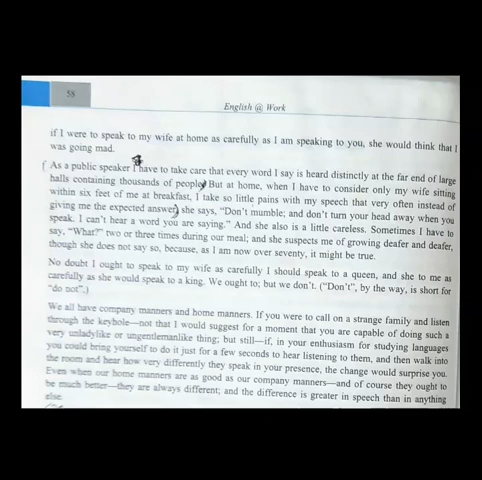 58
English @ Work
if I were to speak to my wife at home as carefully as I am speaking to you, she would think that I
was going mad.
As a public speaker I have to take care that every word I say is heard distinctly at the far end of large
halls containing thousands of people. But at home, when I have to consider only my wife sitting
within six feet of me at breakfast, I take so little pains with my speech that very often instead of
giving me the expected answer, she says, “Don’t mumble; and don’t turn your head away when you
speak. I can’t hear a word you are saying.” And she also is a little careless. Sometimes I have to
say, “What?” two or three times during our meal; and she suspects me of growing deafer and deafer,
though she does not say so, because, as I am now over seventy, it might be true.
No doubt I ought to speak to my wife as carefully I should speak to a queen, and she to me as
carefully as she would speak to a king. We ought to; but we don’t. (“Don’t”, by the way, is short for
“do not”.)
We all have company manners and home manners. If you were to call on a strange family and listen
through the keyhole—not that I would suggest for a moment that you are capable of doing such a
very unladylike or ungentlemanlike thing; but still—if, in your enthusiasm for studying languages
you could bring yourself to do it just for a few seconds to hear listening to them, and then walk into
the room and hear how very differently they speak in your presence, the change would surprise you.
Even when our home manners are as good as our company manners—and of course they ought to
be much better—they are always different; and the difference is greater in speech than in anything
else.